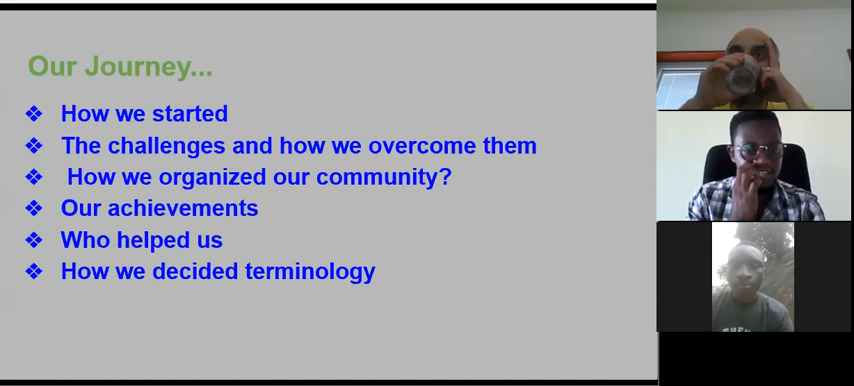 Our Journey...
❖ How we started
❖ The challenges and how we overcome them
❖ How we organized our community?
❖ Our achievements
❖ Who helped us
❖ How we decided terminology